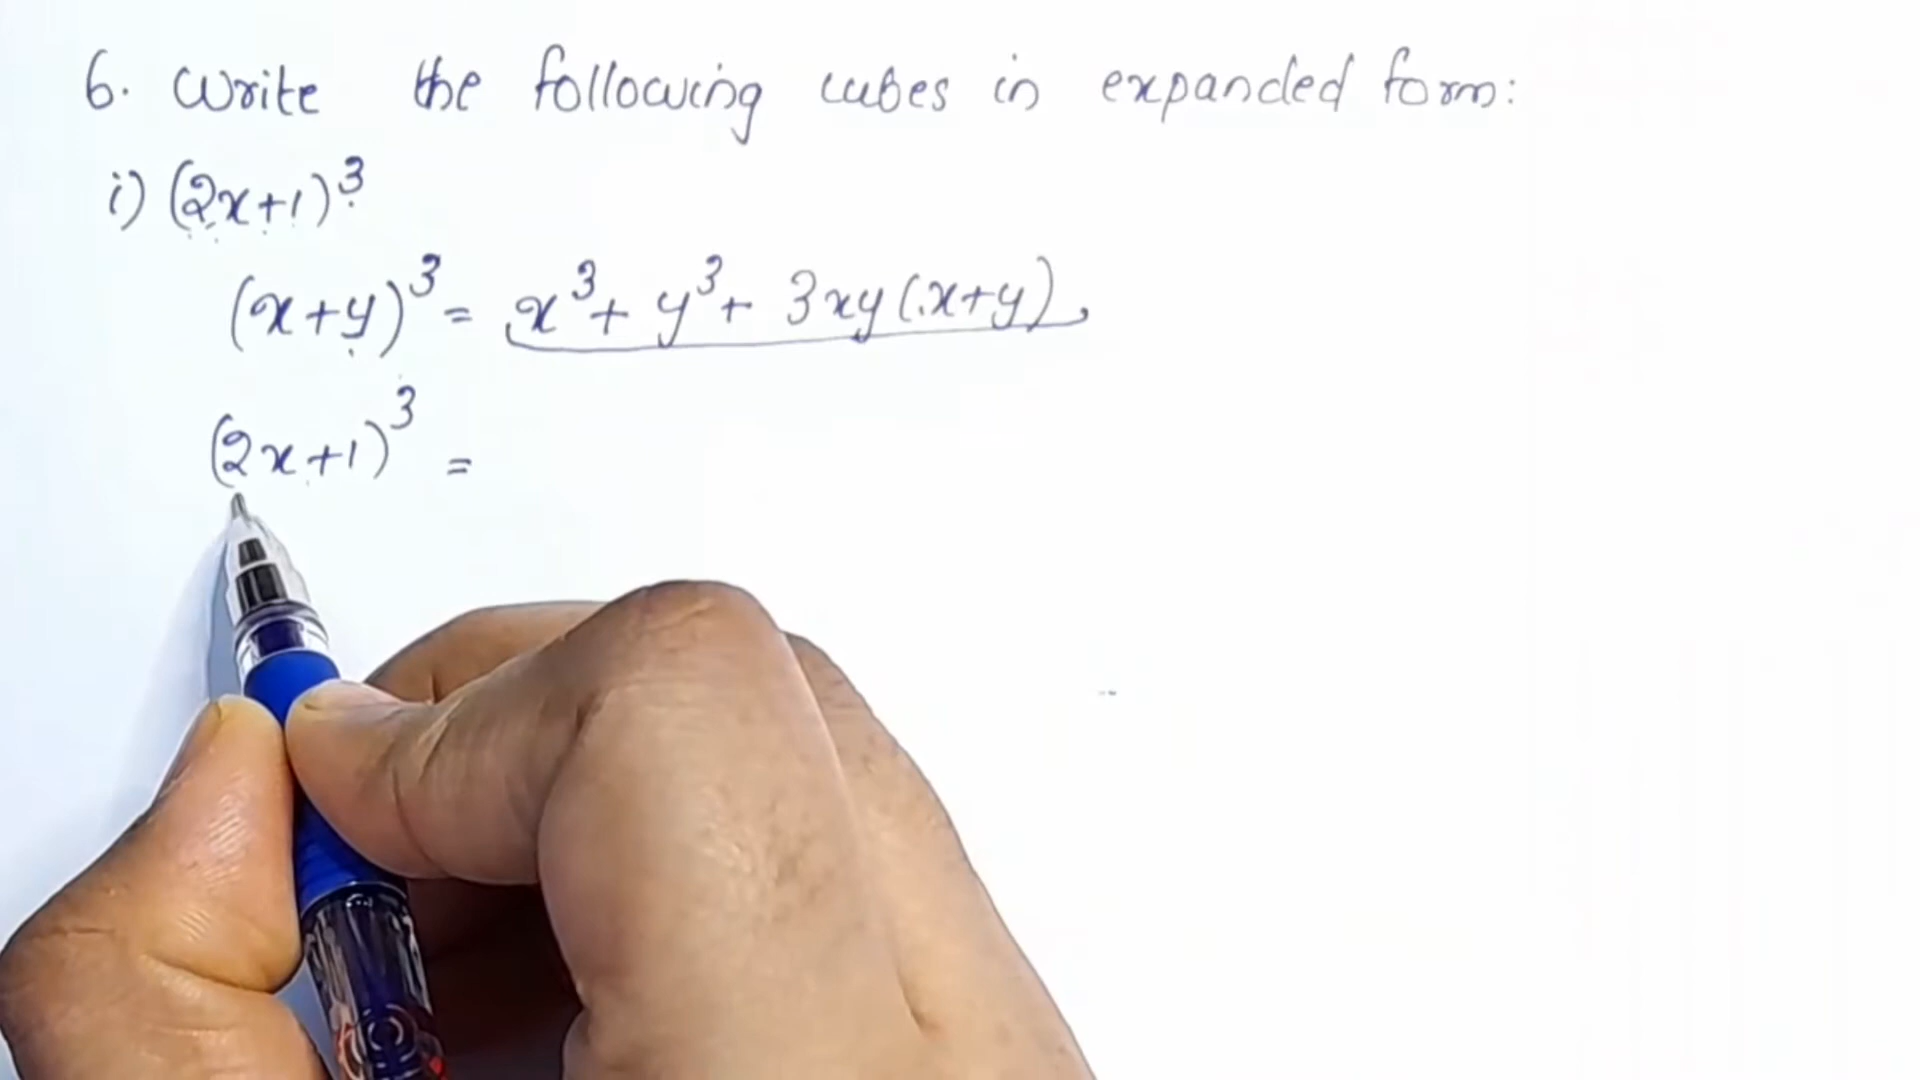 6. Write the following cubes in expanded form:
i) (2x+1)³
(x+y)³ = x³ + y³ + 3xy(x+y),
(2x+1)³ =